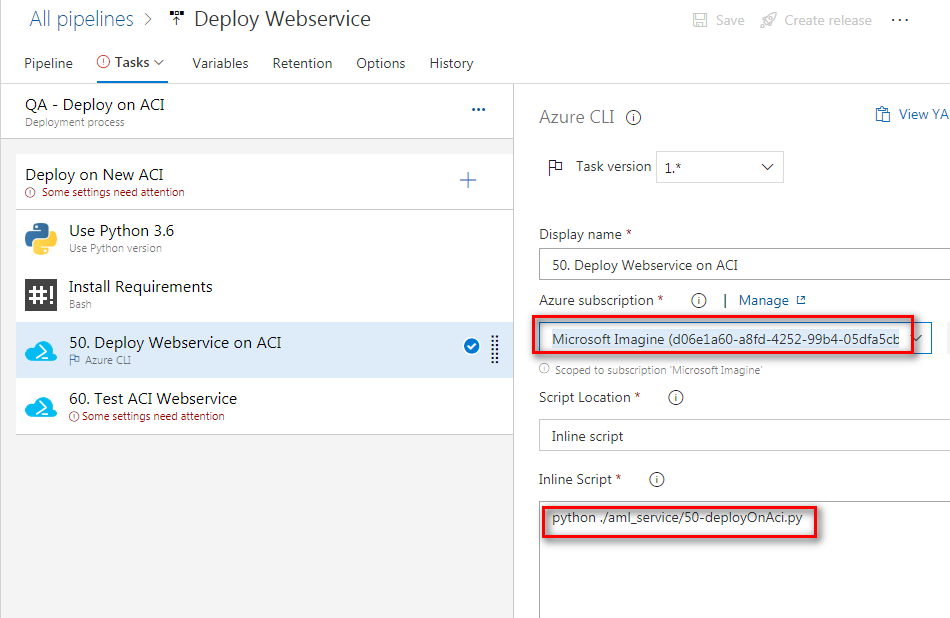 All pipelines > Deploy Webservice
Save Create release ...
Pipeline Tasks Variables Retention Options History
QA - Deploy on ACI
Deployment process
Deploy on New ACI
Some settings need attention
Use Python 3.6
Use Python version
#!
Install Requirements
Bash
50. Deploy Webservice on ACI
Azure CLI
60. Test ACI Webservice
Some settings need attention
Azure CLI
View YA
Task version 1.*
Display name *
50. Deploy Webservice on ACI
Azure subscription * | Manage
Microsoft Imagine (d06e1a60-a8fd-4252-99b4-05dfa5cb
Scoped to subscription 'Microsoft Imagine'
Script Location *
Inline script
Inline Script *
python ./aml_service/50-deployOnAci.py